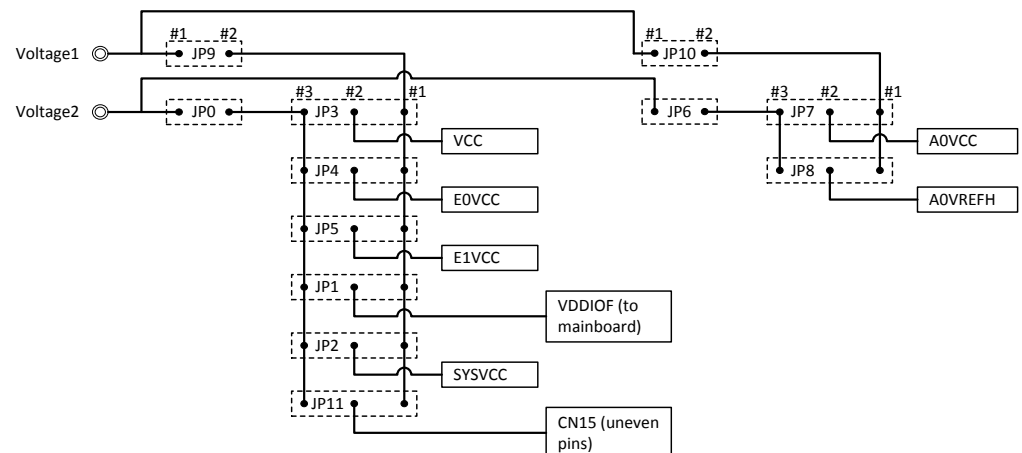 #1 #2 #1 #2
Voltage1 JP9 JP10
#3 #2 #1 #3 #2 #1
Voltage2 JP0 JP3 JP6 JP7
VCC A0VCC
JP4 JP8
E0VCC A0VREFH
JP5
E1VCC
JP1
VDDIOF (to
mainboard)
JP2
SYSVCC
JP11
CN15 (uneven
pins)